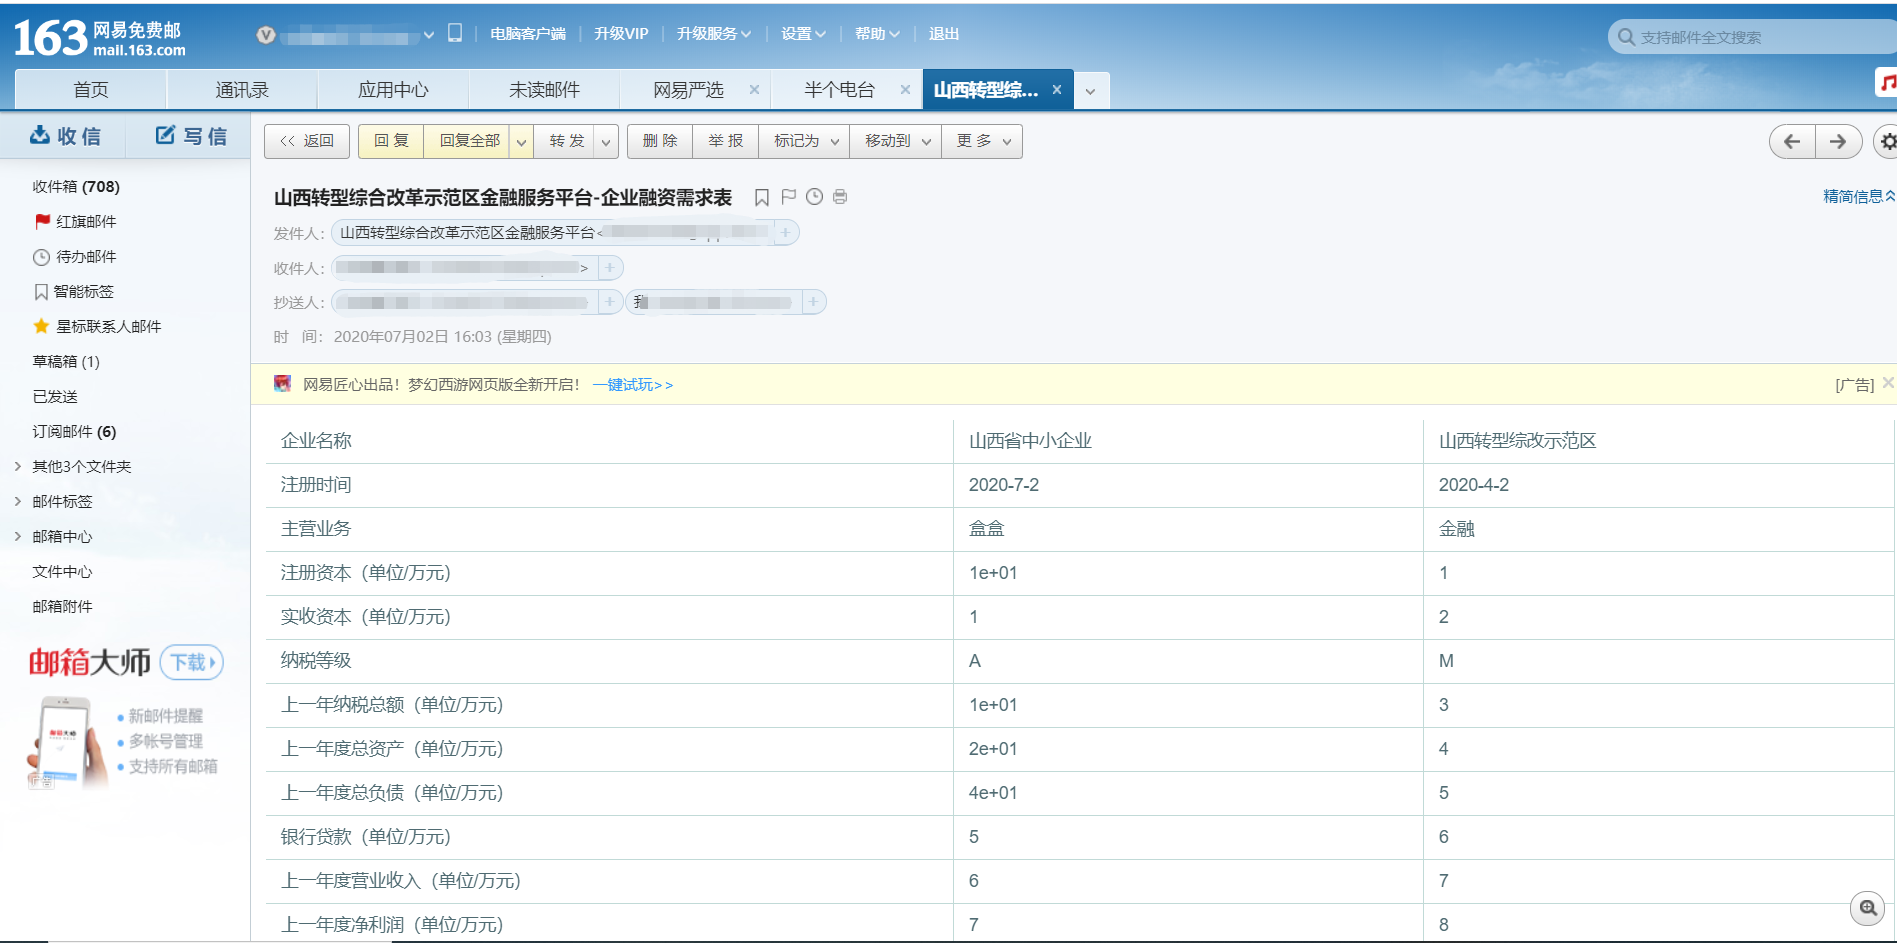 163 网易免费邮
mail.163.com
电脑客户端 升级VIP 升级服务 设置 帮助 退出
支持邮件全文搜索
首页 通讯录 应用中心 未读邮件 网易严选 × 半个电台 × 山西转型综... ×
收信 写信
<< 返回 回复 回复全部 转发 删除 举报 标记为 移动到 更多
收件箱 (708)
红旗邮件
待办邮件
智能标签
星标联系人邮件
草稿箱 (1)
已发送
订阅邮件 (6)
其他3个文件夹
邮件标签
邮箱中心
文件中心
邮箱附件
邮箱大师 下载
新邮件提醒
多帐号管理
支持所有邮箱
广告
山西转型综合改革示范区金融服务平台-企业融资需求表
精简信息
发件人: 山西转型综合改革示范区金融服务平台< +
收件人: > +
抄送人: + 我 +
时 间: 2020年07月02日 16:03 (星期四)
网易匠心出品！梦幻西游网页版全新开启！ 一键试玩>> [广告] ×
企业名称 山西省中小企业 山西转型综改示范区
注册时间 2020-7-2 2020-4-2
主营业务 盒盒 金融
注册资本（单位/万元） 1e+01 1
实收资本（单位/万元） 1 2
纳税等级 A M
上一年纳税总额（单位/万元） 1e+01 3
上一年度总资产（单位/万元） 2e+01 4
上一年度总负债（单位/万元） 4e+01 5
银行贷款（单位/万元） 5 6
上一年度营业收入（单位/万元） 6 7
上一年度净利润（单位/万元） 7 8